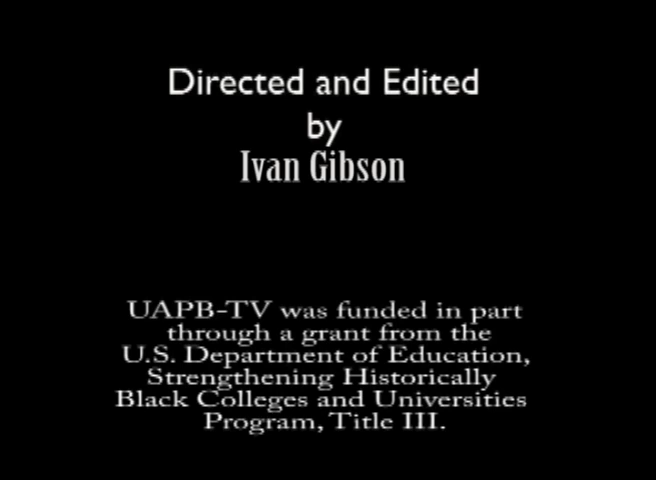 Directed and Edited
by
Ivan Gibson
UAPB-TV was funded in part
through a grant from the
U.S. Department of Education,
Strengthening Historically
Black Colleges and Universities
Program, Title III.